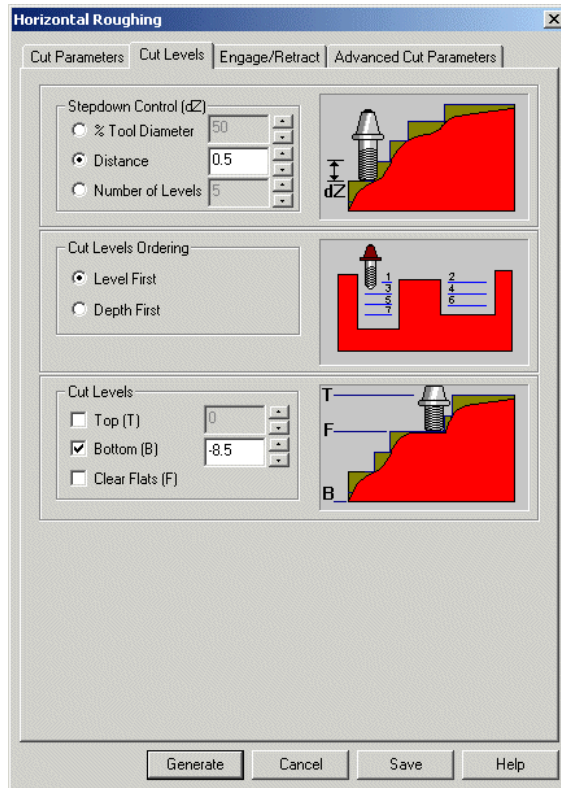 Horizontal Roughing
Cut Parameters Cut Levels Engage/Retract Advanced Cut Parameters
Stepdown Control (dZ)
% Tool Diameter 50
Distance 0.5
Number of Levels 5
dZ
Cut Levels Ordering
Level First
Depth First
1 2
3 4
5 6
7
Cut Levels
Top (T) 0
Bottom (B) -8.5
Clear Flats (F)
T
F
B
Generate Cancel Save Help